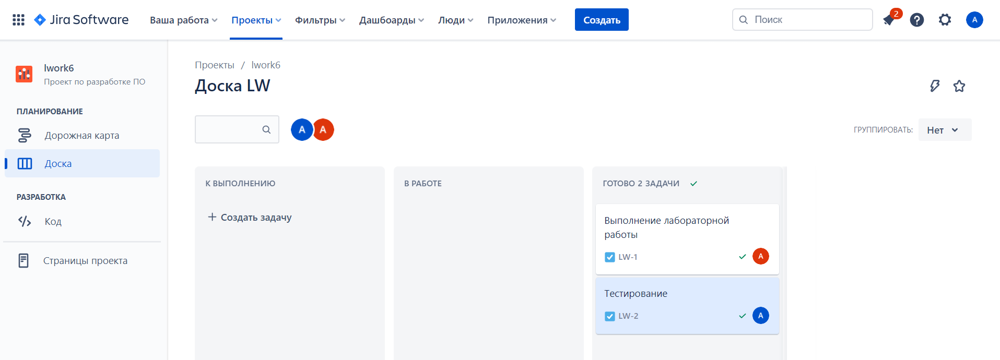 Jira Software Ваша работа Проекты Фильтры Дашбоарды Люди Приложения Создать Поиск 2 ? A
lwork6
Проект по разработке ПО
ПЛАНИРОВАНИЕ
Дорожная карта
Доска
РАЗРАБОТКА
Код
Страницы проекта
Проекты / lwork6
Доска LW
A A
ГРУППИРОВАТЬ: Нет
К ВЫПОЛНЕНИЮ
+ Создать задачу
В РАБОТЕ
ГОТОВО 2 ЗАДАЧИ
Выполнение лабораторной
работы
LW-1 A
Тестирование
LW-2 A